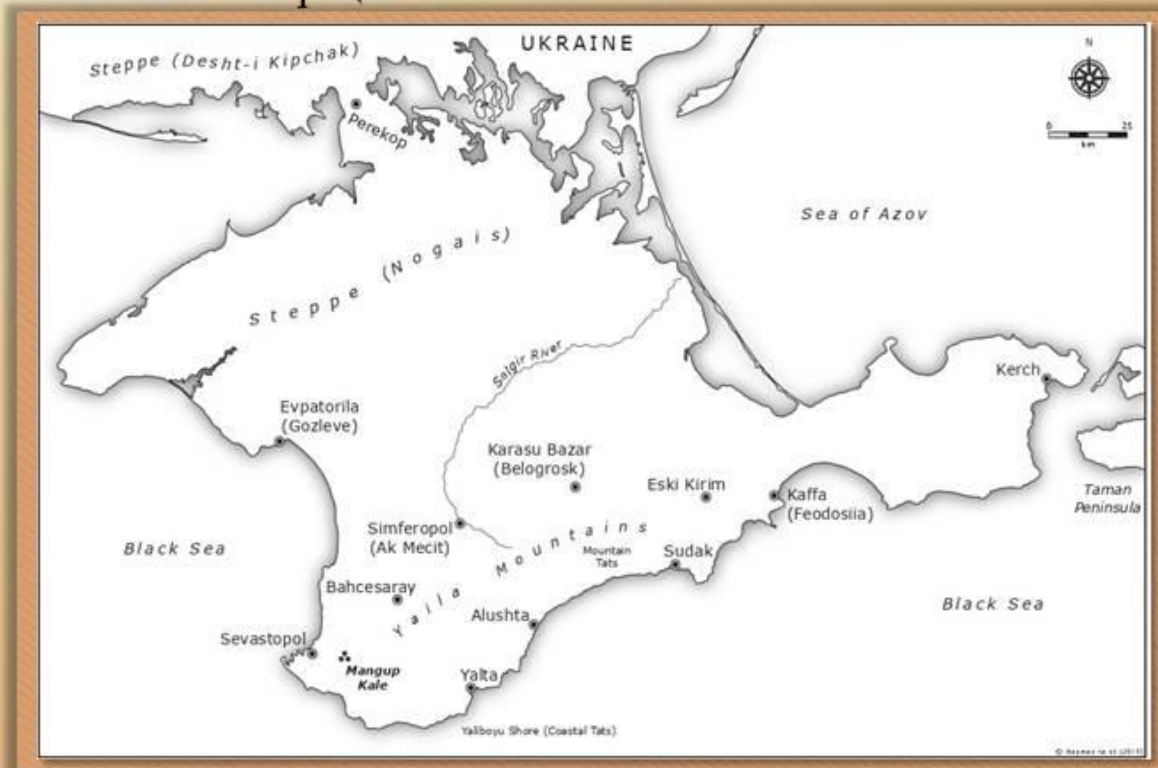 UKRAINE
Steppe (Desht-i Kipchak)
N
Perekop
0 25
km
Sea of Azov
Steppe (Nogais)
Salgir River
Kerch
Evpatorila
(Gozleve)
Karasu Bazar
(Belogrosk)
Eski Kirim
Kaffa
(Feodosiia)
Taman
Peninsula
Simferopol
(Ak Mecit)
Black Sea
Yaila Mountains
Mountain
Tats
Sudak
Bahcesaray
Alushta
Black Sea
Sevastopol
Mangup
Kale
Yalta
Yaliboyu Shore (Coastal Tats)